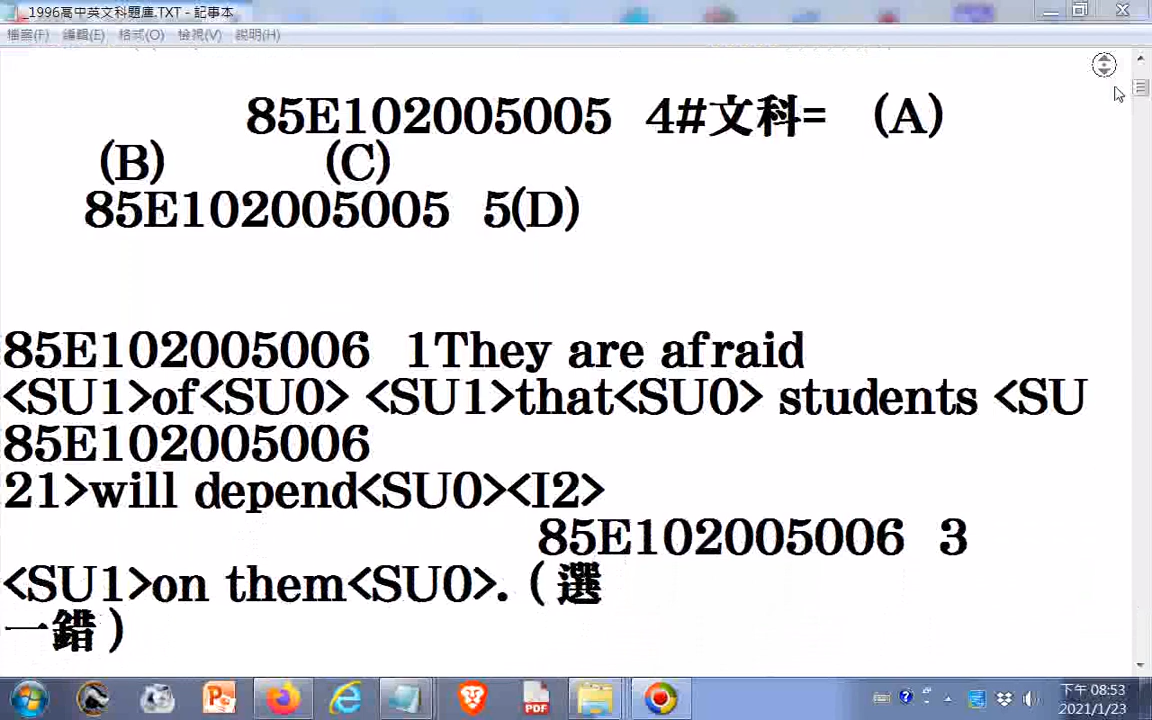 _1996高中英文科題庫.TXT - 記事本
檔案(F) 編輯(E) 格式(O) 檢視(V) 說明(H)
85E102005005 4#文科= (A)
(B) (C)
85E102005005 5(D)
85E102005006 1They are afraid
<SU1>of<SU0> <SU1>that<SU0> students <SU
85E102005006
21>will depend<SU0><I2>
85E102005006 3
<SU1>on them<SU0>. ( 選
一錯 )
PDF
下午 08:53
2021/1/23